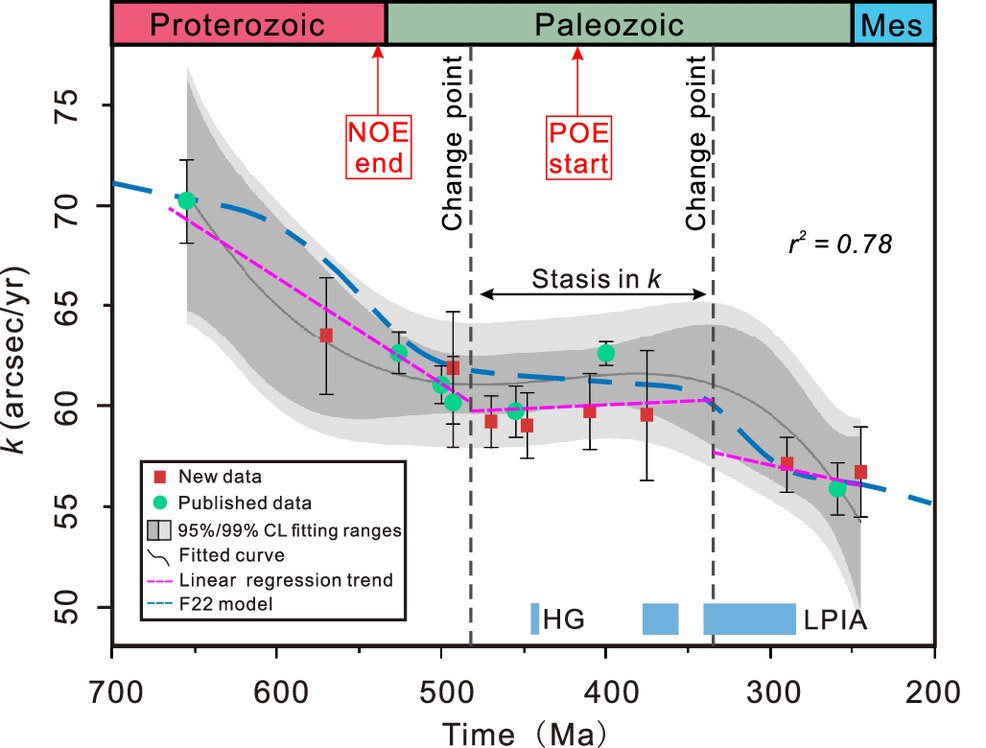 Proterozoic
Paleozoic
Mes
NOE
end
Change point
POE
start
Change point
r² = 0.78
Stasis in k
75
70
65
60
55
50
k (arcsec/yr)
New data
Published data
95%/99% CL fitting ranges
Fitted curve
Linear regression trend
F22 model
HG
LPIA
700
600
500
400
300
200
Time (Ma)